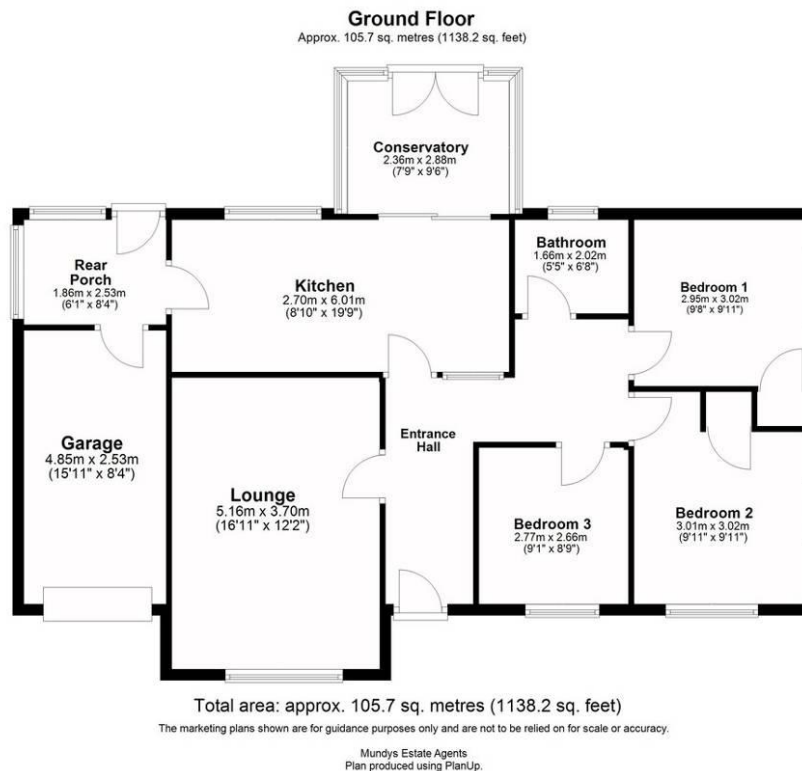 Ground Floor
Approx. 105.7 sq. metres (1138.2 sq. feet)
Conservatory
2.36m x 2.88m
(7'9" x 9'6")
Rear
Porch
1.86m x 2.53m
(6'1" x 8'4")
Kitchen
2.70m x 6.01m
(8'10" x 19'9")
Bathroom
1.66m x 2.02m
(5'5" x 6'8")
Bedroom 1
2.95m x 3.02m
(9'8" x 9'11")
Garage
4.85m x 2.53m
(15'11" x 8'4")
Lounge
5.16m x 3.70m
(16'11" x 12'2")
Entrance
Hall
Bedroom 3
2.77m x 2.66m
(9'1" x 8'9")
Bedroom 2
3.01m x 3.02m
(9'11" x 9'11")
Total area: approx. 105.7 sq. metres (1138.2 sq. feet)
The marketing plans shown are for guidance purposes only and are not to be relied on for scale or accuracy.
Mundys Estate Agents
Plan produced using PlanUp.